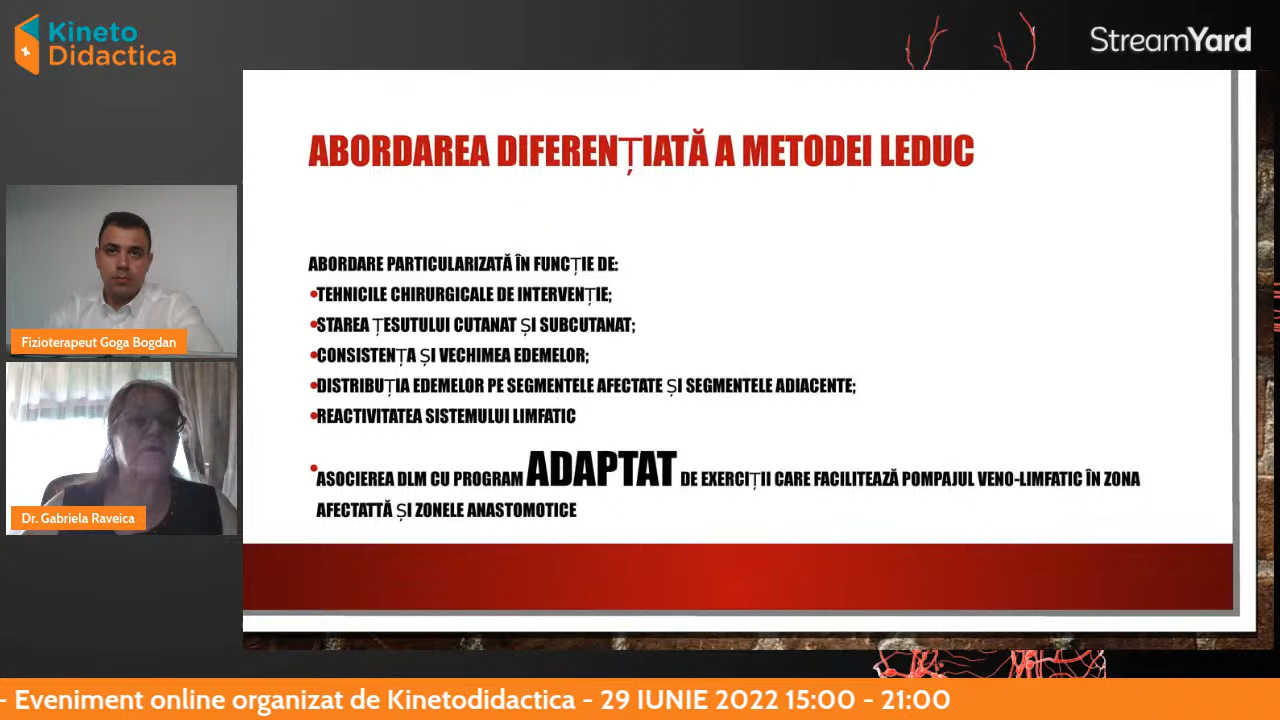 Kineto
Didactica
StreamYard
ABORDAREA DIFERENȚIATĂ A METODEI LEDUC
ABORDARE PARTICULARIZATĂ ÎN FUNCȚIE DE:
•TEHNICILE CHIRURGICALE DE INTERVENȚIE;
•STAREA ȚESUTULUI CUTANAT ȘI SUBCUTANAT;
•CONSISTENȚA ȘI VECHIMEA EDEMELOR;
•DISTRIBUȚIA EDEMELOR PE SEGMENTELE AFECTATE ȘI SEGMENTELE ADIACENTE;
•REACTIVITATEA SISTEMULUI LIMFATIC
•ASOCIEREA DLM CU PROGRAM ADAPTAT DE EXERCIȚII CARE FACILITEAZĂ POMPAJUL VENO-LIMFATIC ÎN ZONA
AFECTATTĂ ȘI ZONELE ANASTOMOTICE
Fizioterapeut Goga Bogdan
Dr. Gabriela Raveica
- Eveniment online organizat de Kinetodidactica - 29 IUNIE 2022 15:00 - 21:00